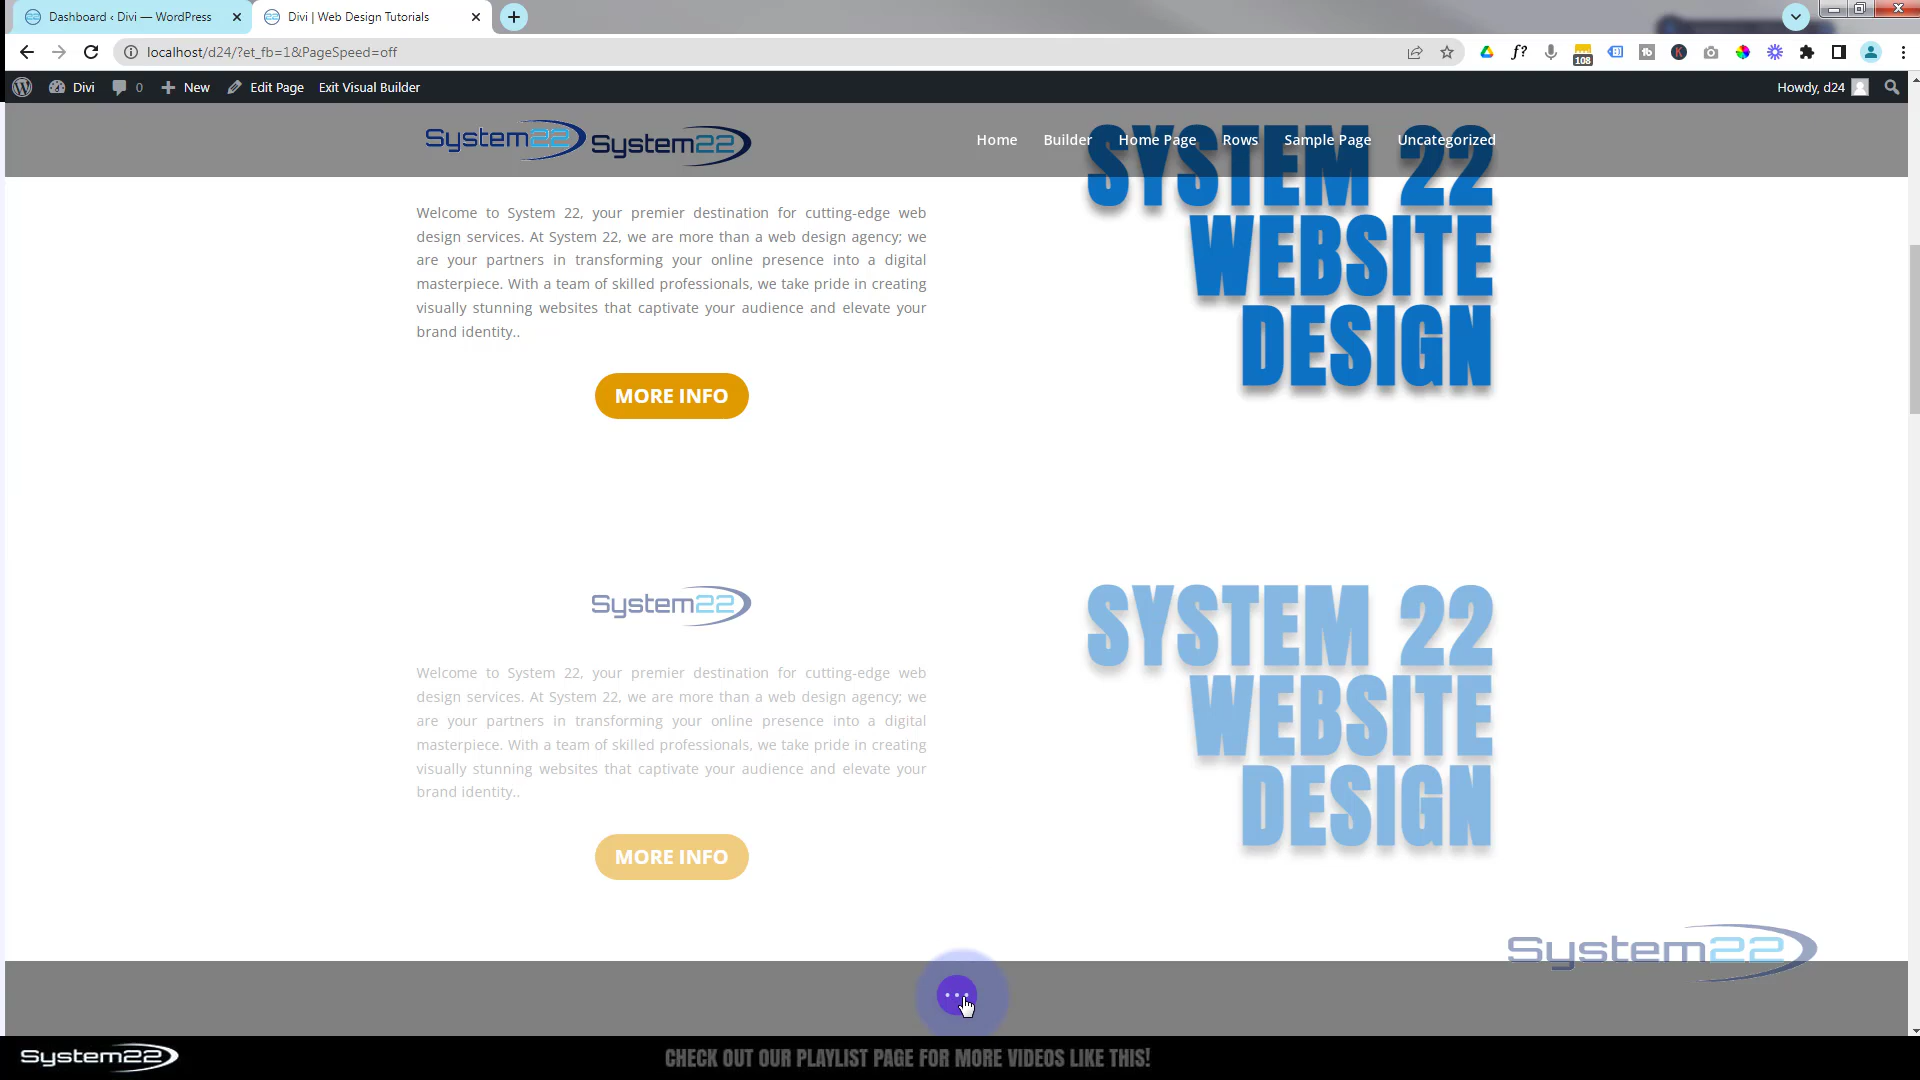 Dashboard ‹ Divi — WordPress
Divi | Web Design Tutorials
localhost/d24/?et_fb=1&PageSpeed=off
108
Divi
0
New
Edit Page
Exit Visual Builder
Howdy, d24
System22
System22
Home
Builder
Home Page
Rows
Sample Page
Uncategorized
SYSTEM 22
WEBSITE
DESIGN
Welcome to System 22, your premier destination for cutting-edge web
design services. At System 22, we are more than a web design agency; we
are your partners in transforming your online presence into a digital
masterpiece. With a team of skilled professionals, we take pride in creating
visually stunning websites that captivate your audience and elevate your
brand identity..
MORE INFO
System22
Welcome to System 22, your premier destination for cutting-edge web
design services. At System 22, we are more than a web design agency; we
are your partners in transforming your online presence into a digital
masterpiece. With a team of skilled professionals, we take pride in creating
visually stunning websites that captivate your audience and elevate your
brand identity..
MORE INFO
SYSTEM 22
WEBSITE
DESIGN
System22
System22
CHECK OUT OUR PLAYLIST PAGE FOR MORE VIDEOS LIKE THIS!